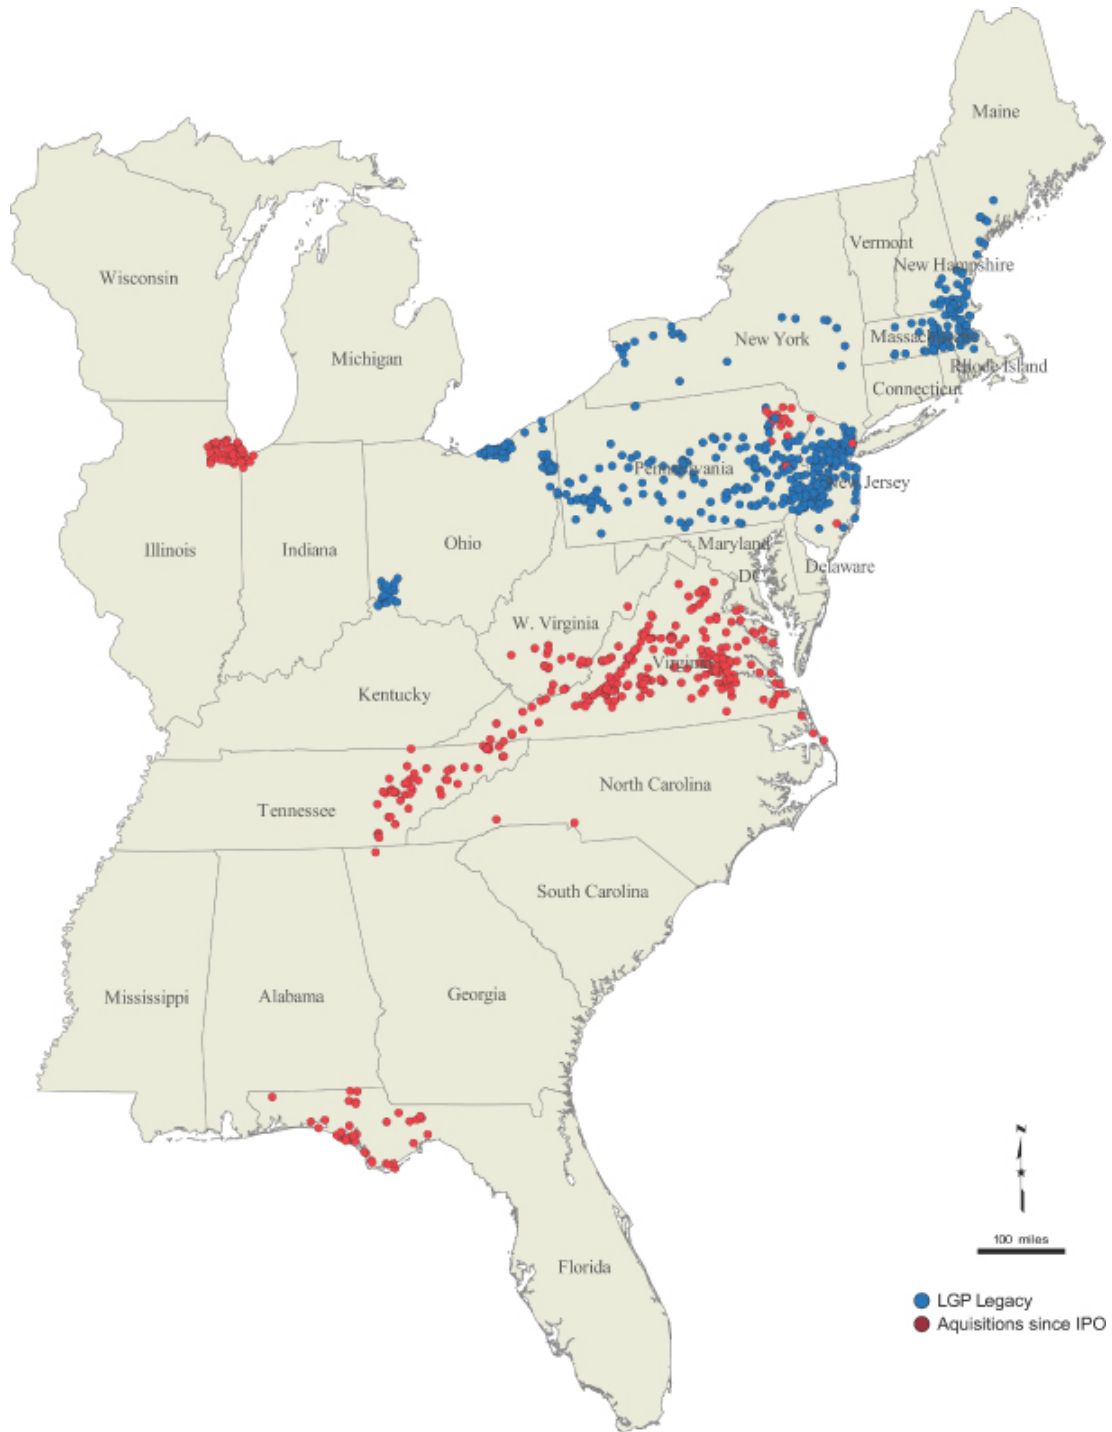 Maine
Vermont
New Hampshire
Wisconsin
New York
Massachusetts
Michigan
Rhode Island
Connecticut
Pennsylvania
New Jersey
Illinois
Indiana
Ohio
Maryland
Delaware
DC
W. Virginia
Virginia
Kentucky
North Carolina
Tennessee
South Carolina
Mississippi
Alabama
Georgia
N
100 miles
Florida
LGP Legacy
Aquisitions since IPO